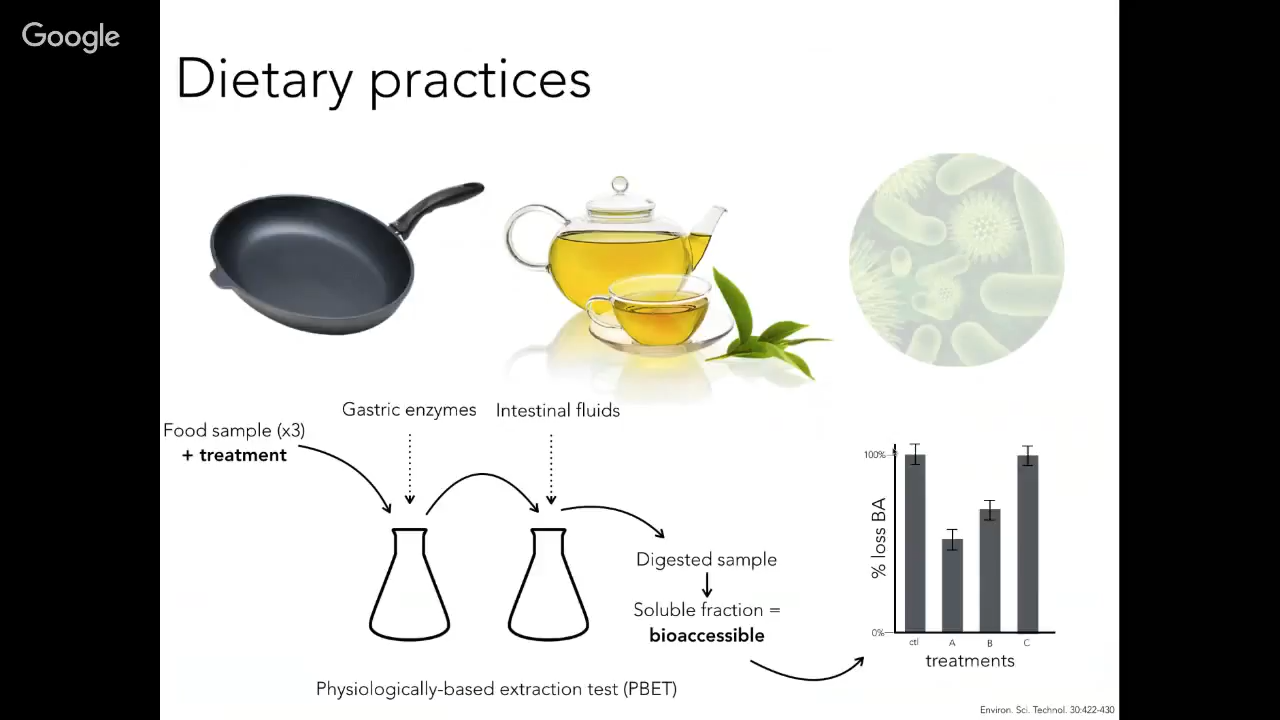 Google
Dietary practices
Gastric enzymes
Intestinal fluids
Food sample (x3)
+ treatment
Digested sample
Soluble fraction =
bioaccessible
Physiologically-based extraction test (PBET)
100%
% loss BA
0%
ctl
A
B
C
treatments
Environ. Sci. Technol. 30:422-430